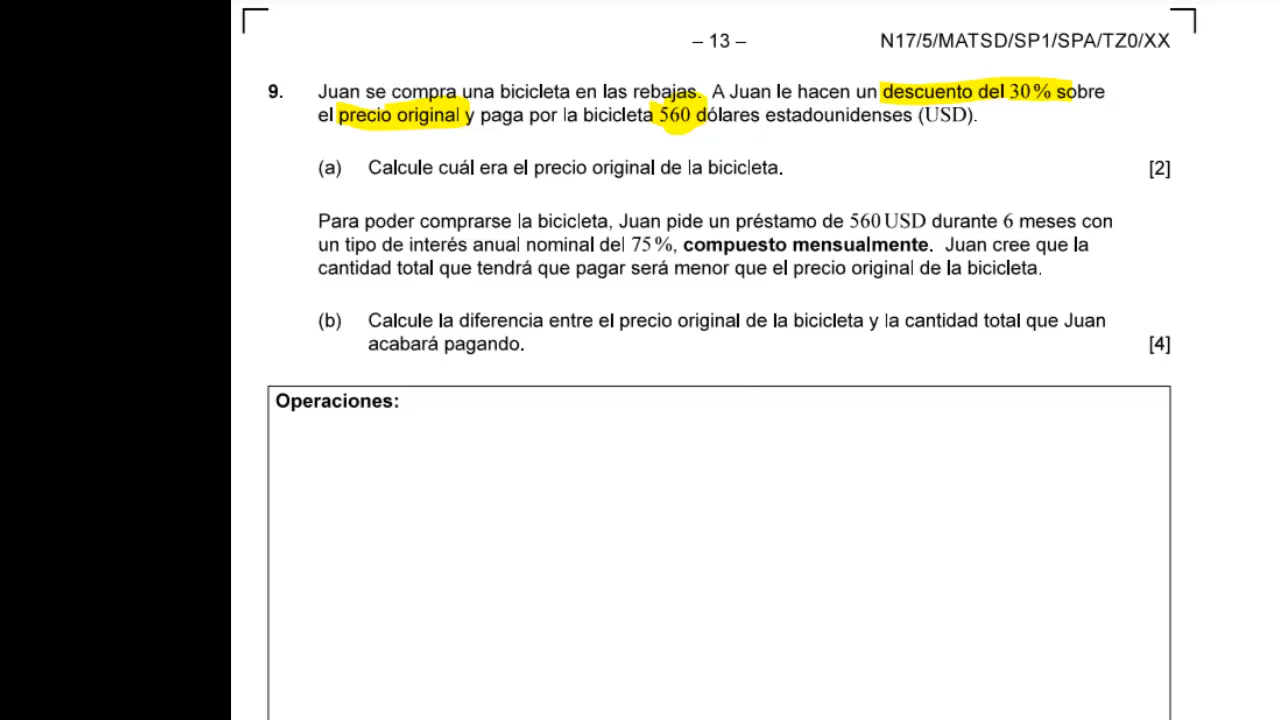 – 13 –
N17/5/MATSD/SP1/SPA/TZ0/XX
9. Juan se compra una bicicleta en las rebajas. A Juan le hacen un descuento del 30 % sobre
el precio original y paga por la bicicleta 560 dólares estadounidenses (USD).
(a) Calcule cuál era el precio original de la bicicleta. [2]
Para poder comprarse la bicicleta, Juan pide un préstamo de 560 USD durante 6 meses con
un tipo de interés anual nominal del 75 %, compuesto mensualmente. Juan cree que la
cantidad total que tendrá que pagar será menor que el precio original de la bicicleta.
(b) Calcule la diferencia entre el precio original de la bicicleta y la cantidad total que Juan
acabará pagando. [4]
Operaciones: